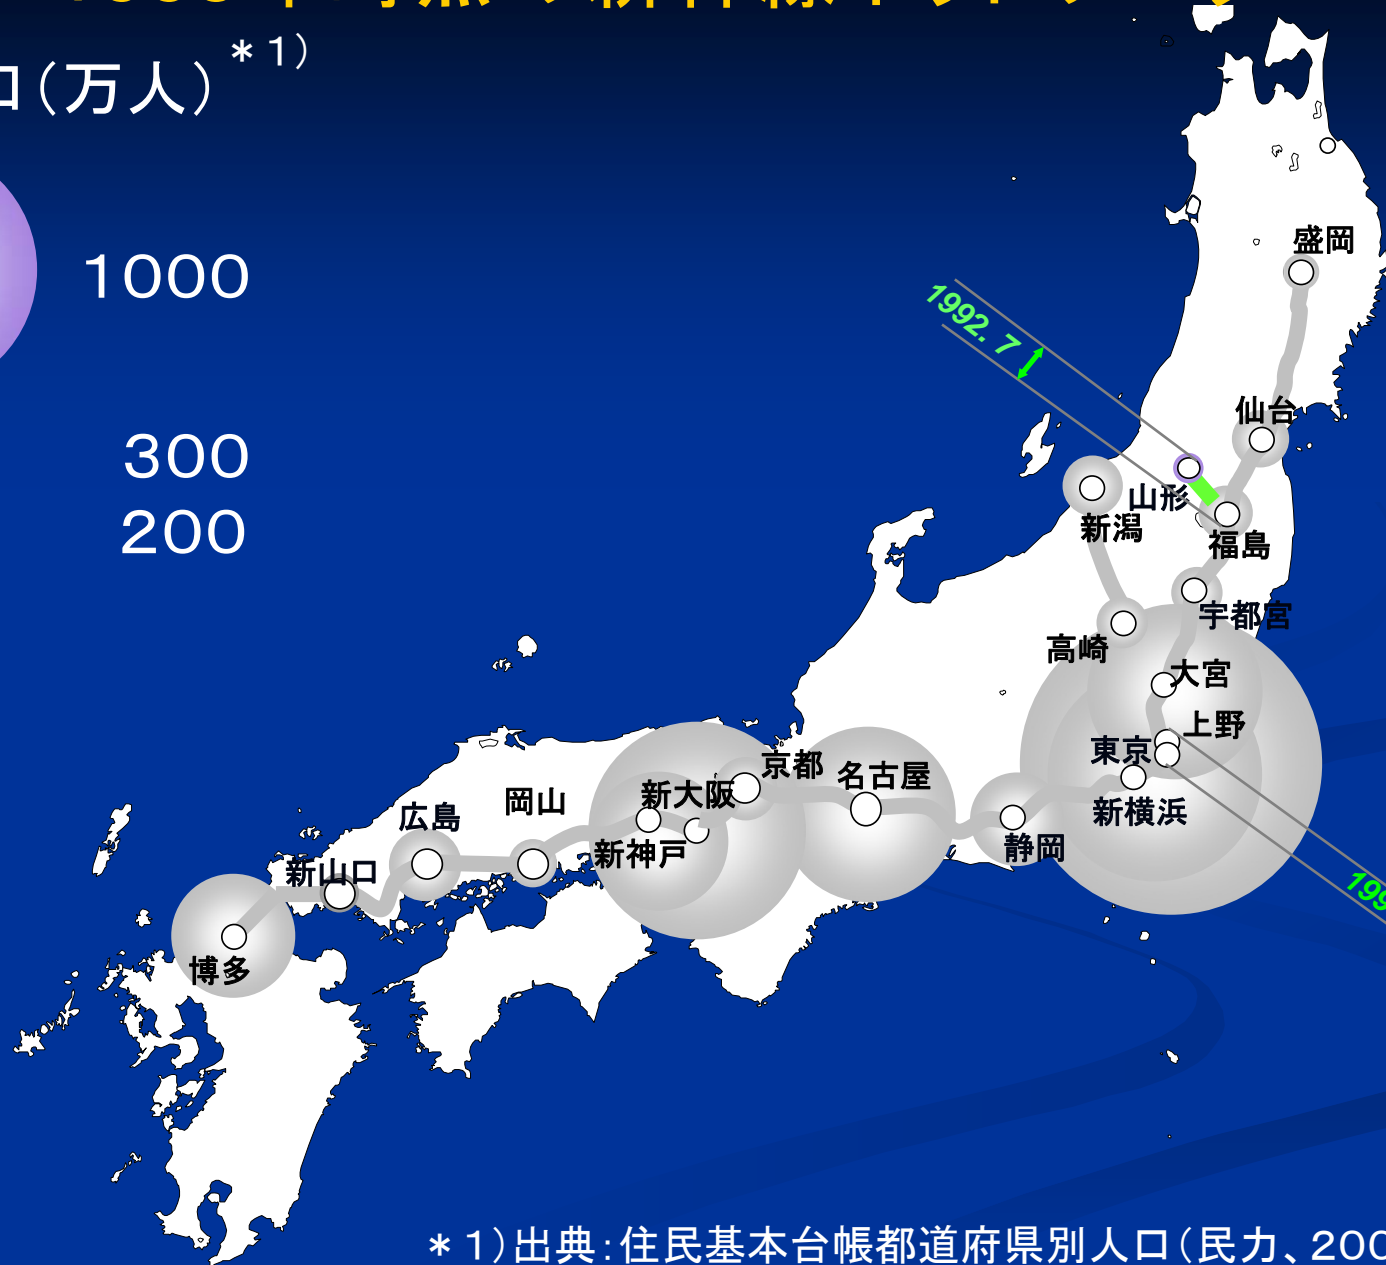 口（万人）＊1）
1000
300
200
盛岡
1992.7
仙台
山形
新潟
福島
宇都宮
高崎
大宮
上野
東京
新横浜
京都
名古屋
新大阪
岡山
広島
静岡
新神戸
新山口
199
博多
＊1）出典：住民基本台帳都道府県別人口（民力、200